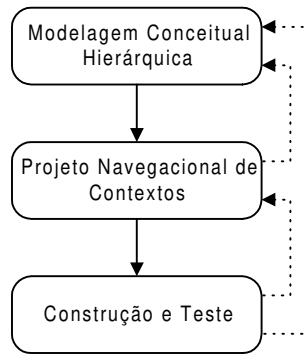 Modelagem Conceitual
Hierárquica
Projeto Navegacional de
Contextos
Construção e Teste